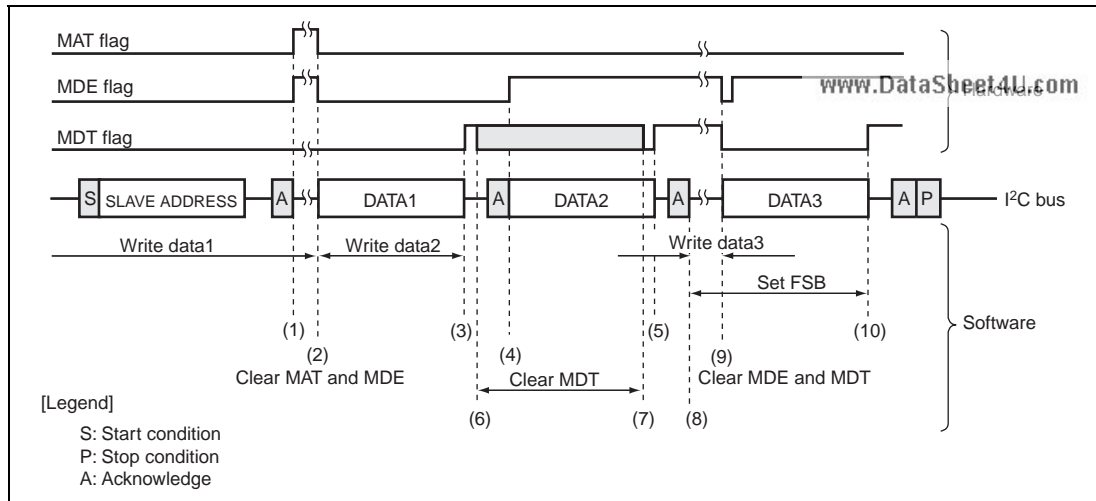 MAT flag
MDE flag
www.DataSheet4U.com
Hardware
MDT flag
S SLAVE ADDRESS A DATA1 A DATA2 A DATA3 A P I²C bus
Write data1 Write data2 Write data3
Set FSB
Software
(1) (3) (5) (10)
(2) (4) (9)
Clear MAT and MDE Clear MDT Clear MDE and MDT
[Legend] (6) (7) (8)
S: Start condition
P: Stop condition
A: Acknowledge